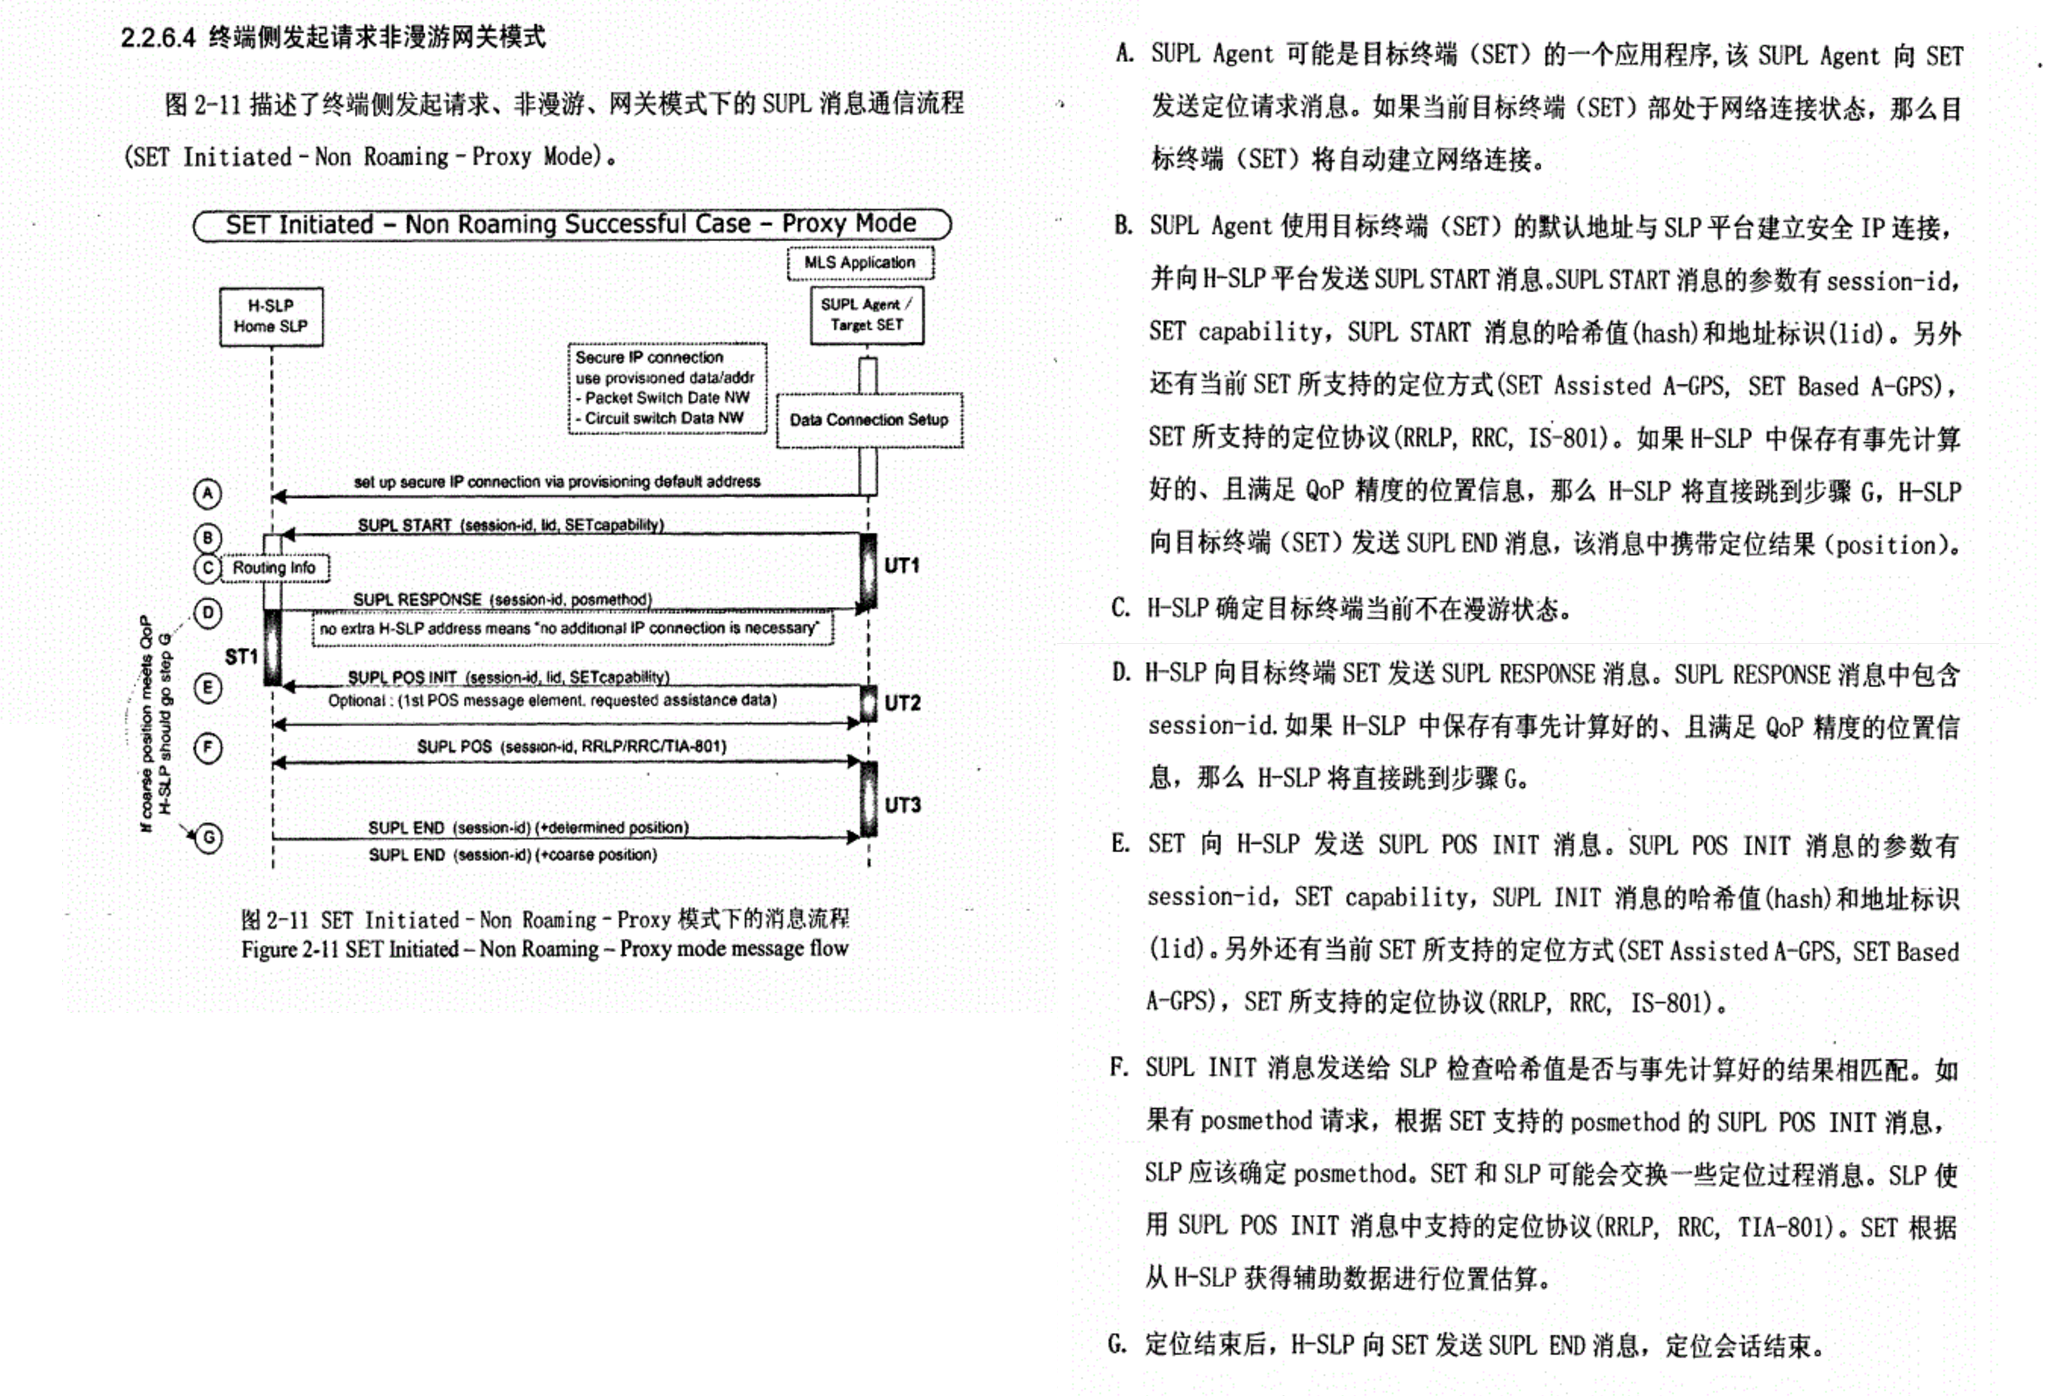 2.2.6.4 终端侧发起请求非漫游网关模式
图 2-11 描述了终端侧发起请求、非漫游、网关模式下的 SUPL 消息通信流程
(SET Initiated－Non Roaming－Proxy Mode)。
SET Initiated – Non Roaming Successful Case – Proxy Mode
MLS Application
H-SLP
Home SLP
SUPL Agent /
Target SET
Secure IP connection
use provisioned data/addr
- Packet Switch Date NW
- Circuit switch Data NW
Data Connection Setup
A
set up secure IP connection via provisioning default address
B
SUPL START (session-id, lid, SETcapability)
C
Routing Info
UT1
D
SUPL RESPONSE (session-id, posmethod)
no extra H-SLP address means "no additional IP connection is necessary"
ST1
E
SUPL POS INIT (session-id, lid, SETcapability)
Optional : (1st POS message element, requested assistance data)
UT2
F
SUPL POS (session-id, RRLP/RRC/TIA-801)
UT3
G
SUPL END (session-id) (+determined position)
SUPL END (session-id) (+coarse position)
If coarse position meets QoP
H-SLP should go step G
图 2-11 SET Initiated－Non Roaming－Proxy 模式下的消息流程
Figure 2-11 SET Initiated – Non Roaming – Proxy mode message flow
A. SUPL Agent 可能是目标终端（SET）的一个应用程序,该 SUPL Agent 向 SET
发送定位请求消息。如果当前目标终端（SET）部处于网络连接状态，那么目
标终端（SET）将自动建立网络连接。
B. SUPL Agent 使用目标终端（SET）的默认地址与 SLP 平台建立安全 IP 连接，
并向 H-SLP 平台发送 SUPL START 消息。SUPL START 消息的参数有 session-id,
SET capability，SUPL START 消息的哈希值(hash)和地址标识(lid)。另外
还有当前 SET 所支持的定位方式(SET Assisted A-GPS, SET Based A-GPS)，
SET 所支持的定位协议(RRLP, RRC, IS-801)。如果 H-SLP 中保存有事先计算
好的、且满足 QoP 精度的位置信息，那么 H-SLP 将直接跳到步骤 G，H-SLP
向目标终端（SET）发送 SUPL END 消息，该消息中携带定位结果（position)。
C. H-SLP 确定目标终端当前不在漫游状态。
D. H-SLP 向目标终端 SET 发送 SUPL RESPONSE 消息。SUPL RESPONSE 消息中包含
session-id.如果 H-SLP 中保存有事先计算好的、且满足 QoP 精度的位置信
息，那么 H-SLP 将直接跳到步骤 G。
E. SET 向 H-SLP 发送 SUPL POS INIT 消息。SUPL POS INIT 消息的参数有
session-id, SET capability, SUPL INIT 消息的哈希值(hash)和地址标识
(lid)。另外还有当前 SET 所支持的定位方式(SET Assisted A-GPS, SET Based
A-GPS)，SET 所支持的定位协议(RRLP, RRC, IS-801)。
F. SUPL INIT 消息发送给 SLP 检查哈希值是否与事先计算好的结果相匹配。如
果有 posmethod 请求，根据 SET 支持的 posmethod 的 SUPL POS INIT 消息，
SLP 应该确定 posmethod。SET 和 SLP 可能会交换一些定位过程消息。SLP 使
用 SUPL POS INIT 消息中支持的定位协议(RRLP, RRC, TIA-801)。SET 根据
从 H-SLP 获得辅助数据进行位置估算。
G. 定位结束后，H-SLP 向 SET 发送 SUPL END 消息，定位会话结束。